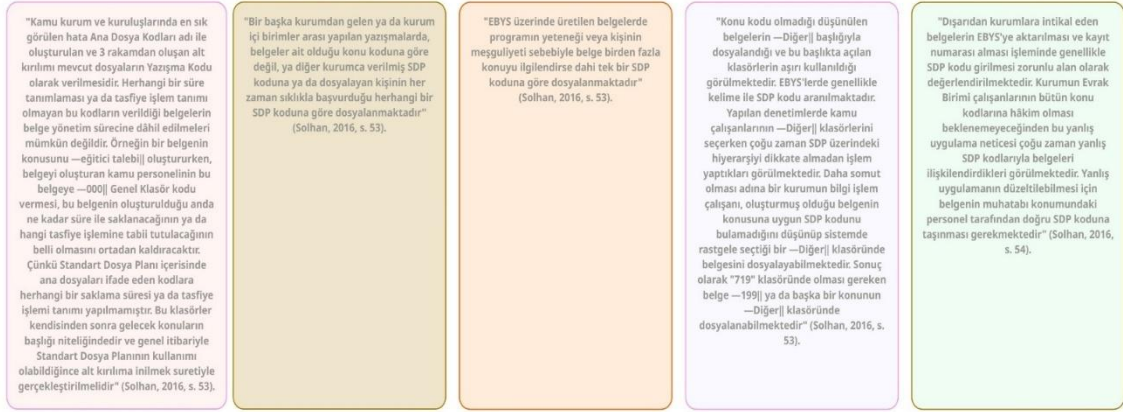 "Kamu kurum ve kuruluşlarında en sık
görülen hata Ana Dosya Kodları adı ile
oluşturulan ve 3 rakamdan oluşan alt
kırılımı mevcut dosyaların Yazışma Kodu
olarak verilmesidir. Herhangi bir süre
tanımlaması ya da tasfiye işlem tanımı
olmayan bu kodların verildiği belgelerin
belge yönetim sürecine dâhil edilmeleri
mümkün değildir. Örneğin bir belgenin
konusunu ―eğitici talebi‖ oluştururken,
belgeyi oluşturan kamu personelinin bu
belgeye ―000‖ Genel Klasör kodu
vermesi, bu belgenin oluşturulduğu anda
ne kadar süre ile saklanacağının ya da
hangi tasfiye işlemine tabii tutulacağının
belli olmasını ortadan kaldıracaktır.
Çünkü Standart Dosya Planı içerisinde
ana dosyaları ifade eden kodlara
herhangi bir saklama süresi ya da tasfiye
işlemi tanımı yapılmamıştır. Bu klasörler
kendisinden sonra gelecek konuların
başlığı niteliğindedir ve genel itibariyle
Standart Dosya Planının kullanımı
olabildiğince alt kırılıma inilmek suretiyle
gerçekleştirilmelidir" (Solhan, 2016, s. 53).
"Bir başka kurumdan gelen ya da kurum
içi birimler arası yapılan yazışmalarda,
belgeler ait olduğu konu koduna göre
değil, ya diğer kurumca verilmiş SDP
koduna ya da dosyalayan kişinin her
zaman sıklıkla başvurduğu herhangi bir
SDP koduna göre dosyalanmaktadır"
(Solhan, 2016, s. 53).
"EBYS üzerinde üretilen belgelerde
programın yeteneği veya kişinin
meşguliyeti sebebiyle belge birden fazla
konuyu ilgilendirse dahi tek bir SDP
koduna göre dosyalanmaktadır"
(Solhan, 2016, s. 53).
"Konu kodu olmadığı düşünülen
belgelerin ―Diğer‖ başlığıyla
dosyalandığı ve bu başlıkta açılan
klasörlerin aşırı kullanıldığı
görülmektedir. EBYS'lerde genellikle
kelime ile SDP kodu aranılmaktadır.
Yapılan denetimlerde kamu
çalışanlarının ―Diğer‖ klasörlerini
seçerken çoğu zaman SDP üzerindeki
hiyerarşiyi dikkate almadan işlem
yaptıkları görülmektedir. Daha somut
olması adına bir kurumun bilgi işlem
çalışanı, oluşturmuş olduğu belgenin
konusuna uygun SDP kodunu
bulamadığını düşünüp sistemde
rastgele seçtiği bir ―Diğer‖ klasöründe
belgesini dosyalayabilmektedir. Sonuç
olarak "719" klasöründe olması gereken
belge ―199‖ ya da başka bir konunun
―Diğer‖ klasöründe
dosyalanabilmektedir" (Solhan, 2016, s.
53).
"Dışarıdan kurumlara intikal eden
belgelerin EBYS'ye aktarılması ve kayıt
numarası alması işleminde genellikle
SDP kodu girilmesi zorunlu alan olarak
değerlendirilmektedir. Kurumun Evrak
Birimi çalışanlarının bütün konu
kodlarına hâkim olması
beklenemeyeceğinden bu yanlış
uygulama neticesi çoğu zaman yanlış
SDP kodlarıyla belgeleri
ilişkilendirdikleri görülmektedir. Yanlış
uygulamanın düzeltilebilmesi için
belgenin muhatabı konumundaki
personel tarafından doğru SDP koduna
taşınması gerekmektedir" (Solhan, 2016,
s. 54).